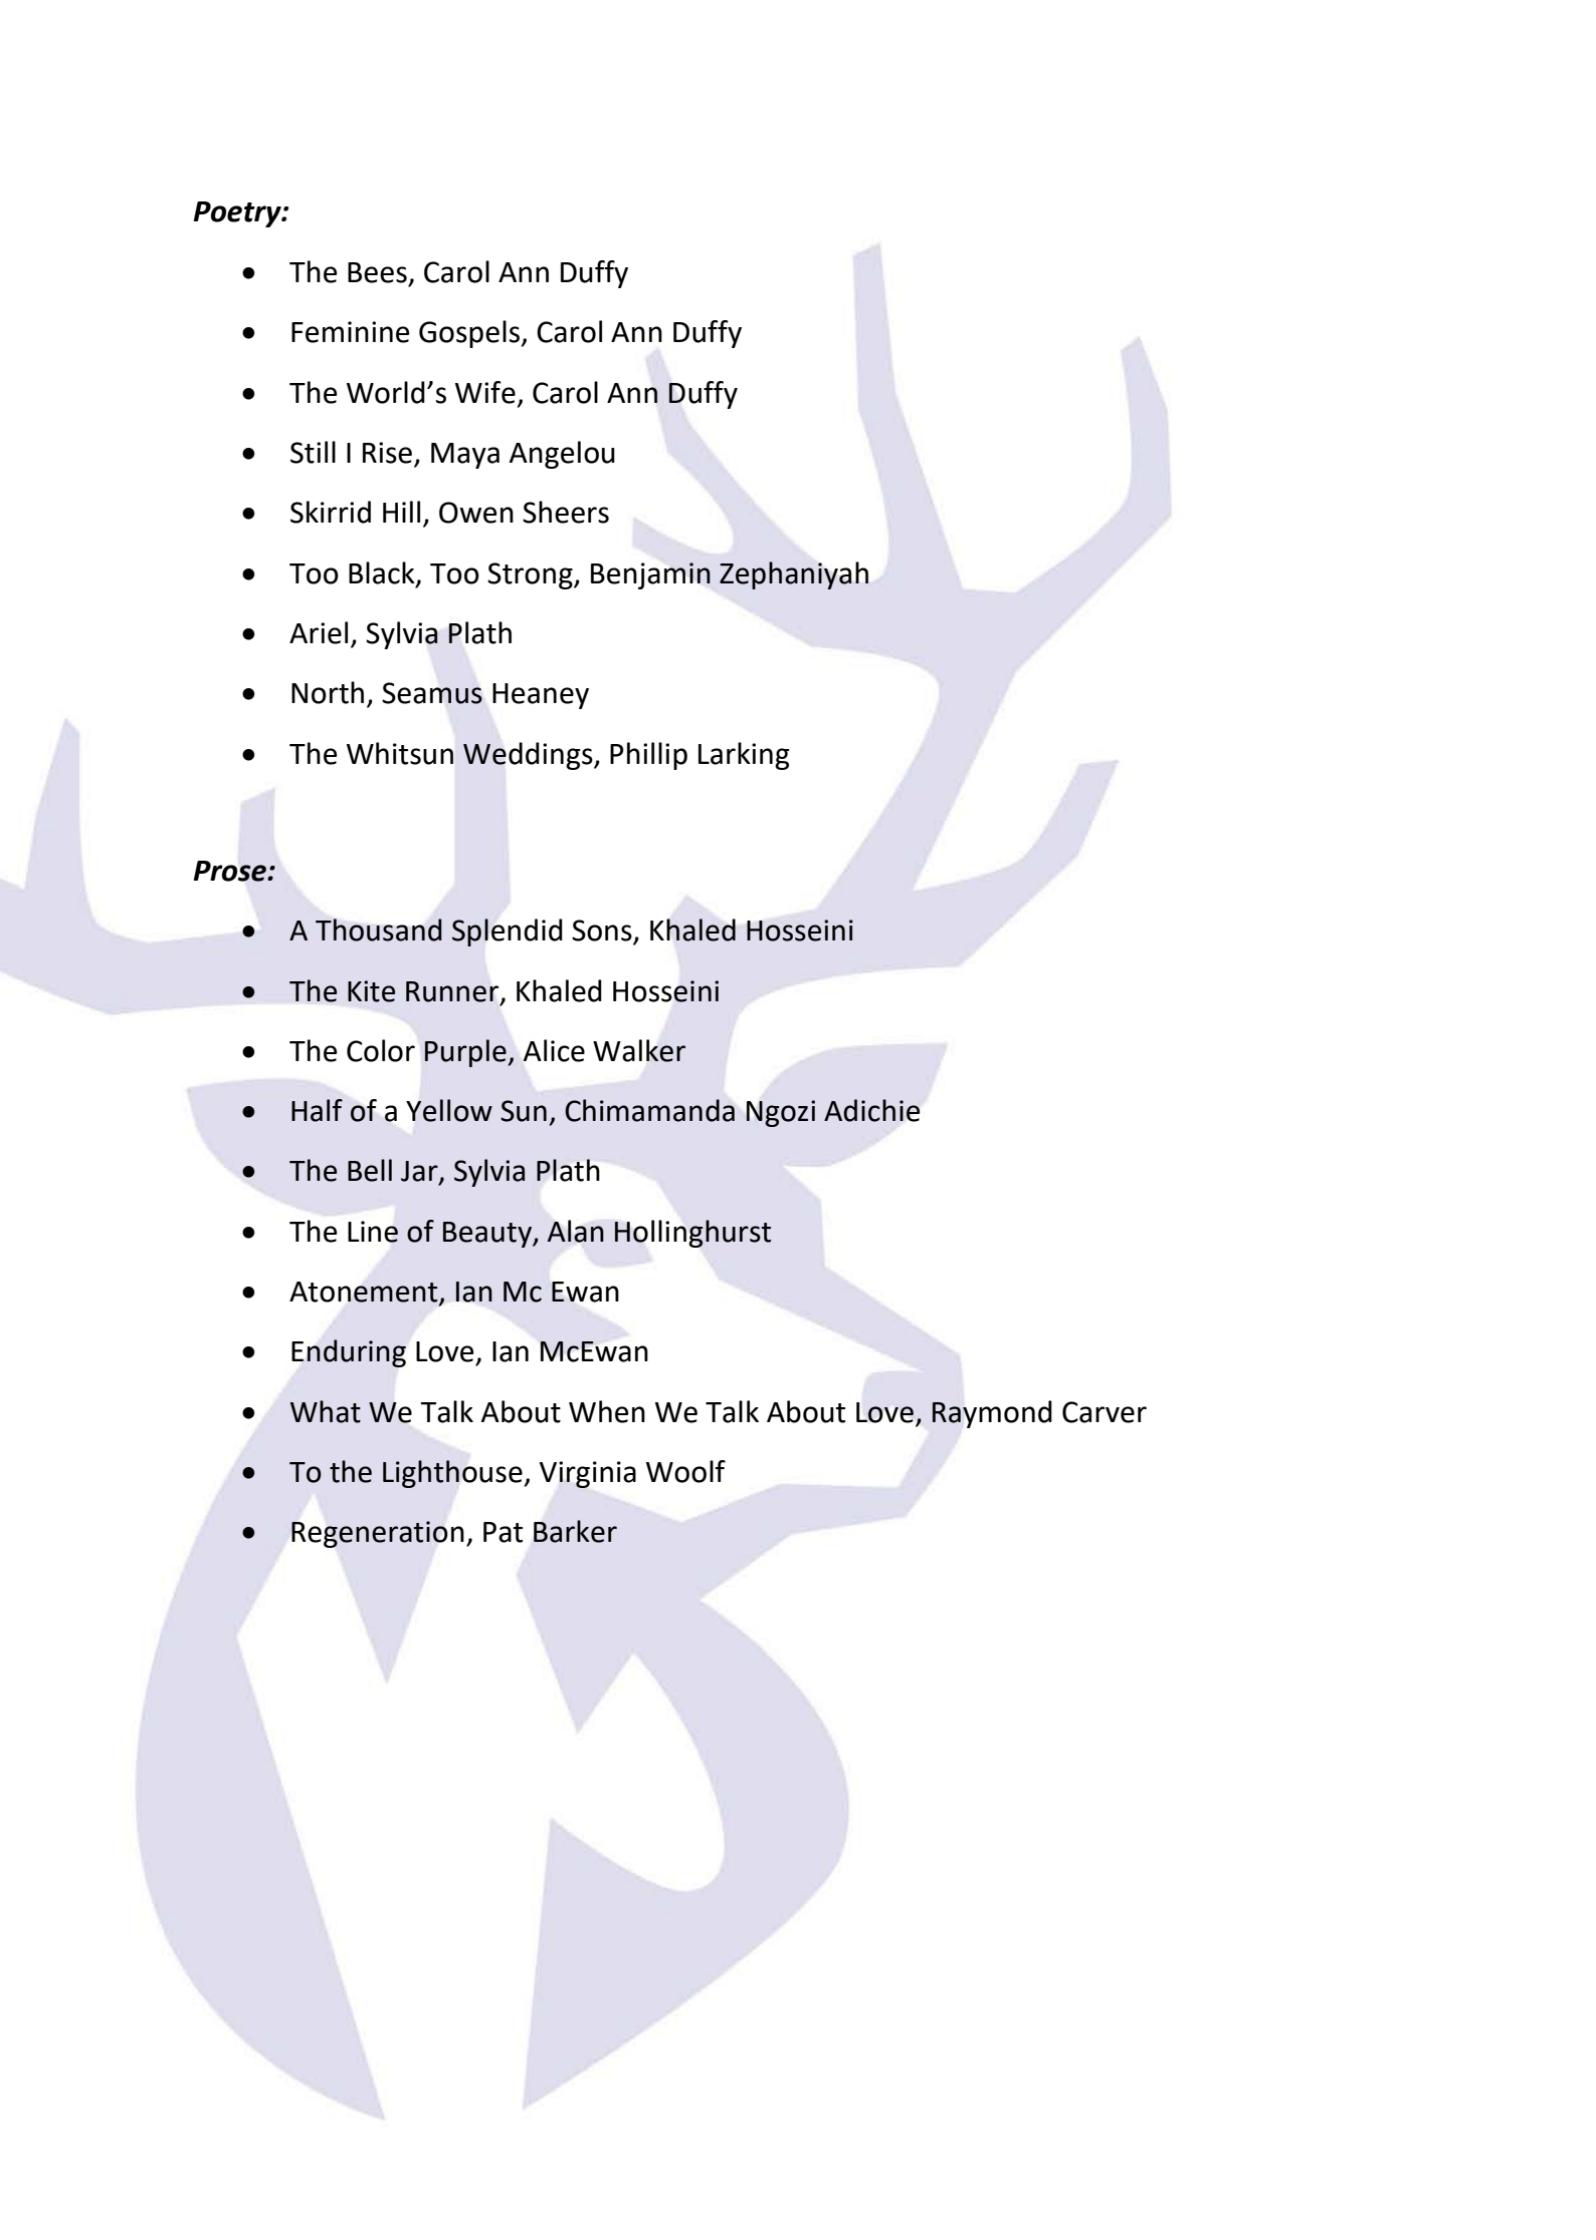 Poetry:
• The Bees, Carol Ann Duffy
• Feminine Gospels, Carol Ann Duffy
• The World’s Wife, Carol Ann Duffy
• Still I Rise, Maya Angelou
• Skirrid Hill, Owen Sheers
• Too Black, Too Strong, Benjamin Zephaniyah
• Ariel, Sylvia Plath
• North, Seamus Heaney
• The Whitsun Weddings, Phillip Larking
Prose:
• A Thousand Splendid Sons, Khaled Hosseini
• The Kite Runner, Khaled Hosseini
• The Color Purple, Alice Walker
• Half of a Yellow Sun, Chimamanda Ngozi Adichie
• The Bell Jar, Sylvia Plath
• The Line of Beauty, Alan Hollinghurst
• Atonement, Ian Mc Ewan
• Enduring Love, Ian McEwan
• What We Talk About When We Talk About Love, Raymond Carver
• To the Lighthouse, Virginia Woolf
• Regeneration, Pat Barker